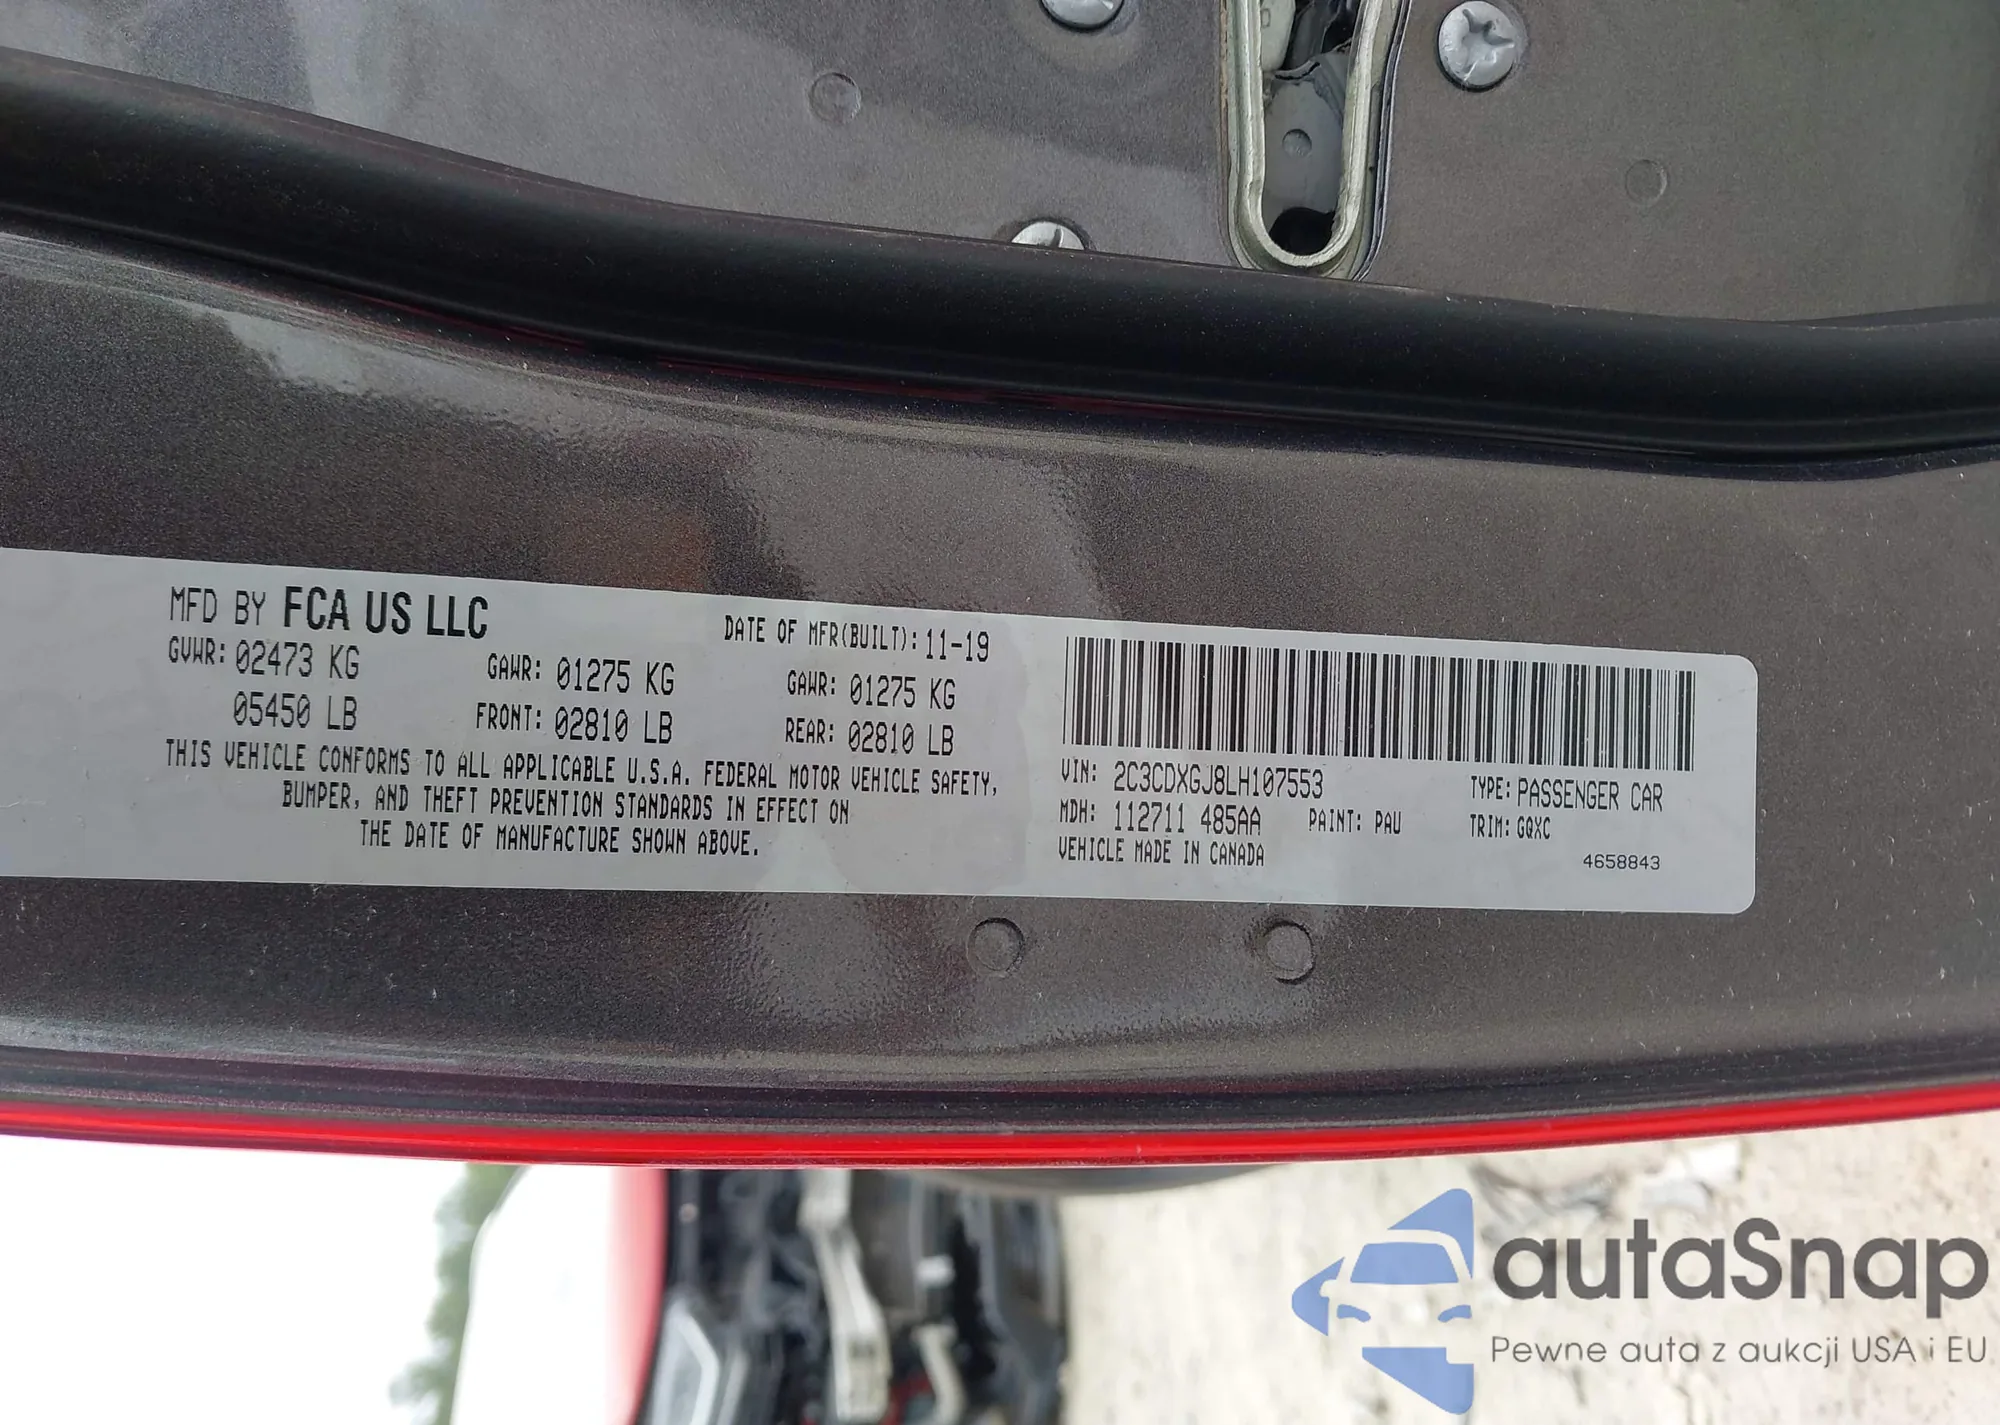 MFD BY FCA US LLC
DATE OF MFR(BUILT): 11-19
GVWR: 02473 KG
05450 LB
GAWR: 01275 KG
FRONT: 02810 LB
GAWR: 01275 KG
REAR: 02810 LB
THIS VEHICLE CONFORMS TO ALL APPLICABLE U.S.A. FEDERAL MOTOR VEHICLE SAFETY,
BUMPER, AND THEFT PREVENTION STANDARDS IN EFFECT ON
THE DATE OF MANUFACTURE SHOWN ABOVE.
VIN: 2C3CDXGJ8LH107553
TYPE: PASSENGER CAR
MDH: 112711 485AA
PAINT: PAU
TRIM: GQXC
VEHICLE MADE IN CANADA
4658843
autaSnap
Pewne auta z aukcji USA i EU